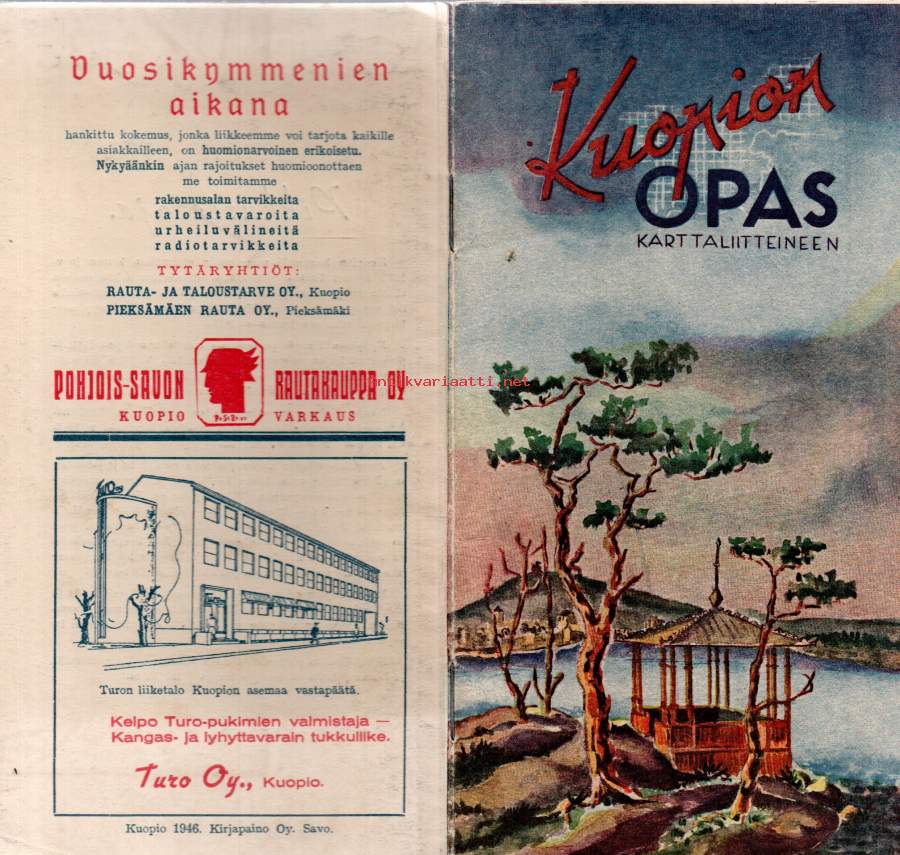 Vuosikymmenien
aikana
hankittu kokemus, jonka liikkeemme voi tarjota kaikille
asiakkailleen, on huomionarvoinen erikoisetu.
Nykyäänkin ajan rajoitukset huomioonottaen
me toimitamme
rakennusalan tarvikkeita
taloustavaroita
urheiluvälineitä
radiotarvikkeita
TYTÄRYHTIÖT:
RAUTA- JA TALOUSTARVE OY., Kuopio
PIEKSÄMÄEN RAUTA OY., Pieksämäki
POHJOIS-SAVON RAUTAKAUPPA-OY
KUOPIO VARKAUS
Turon liiketalo Kuopion asemaa vastapäätä.
Kelpo Turo-pukimien valmistaja —
Kangas- ja lyhyttavarain tukkuliike.
Turo Oy., Kuopio.
Kuopio 1946. Kirjapaino Oy. Savo.
Kuopion
OPAS
KARTTALIITTEINEEN
antikvariaatti.net